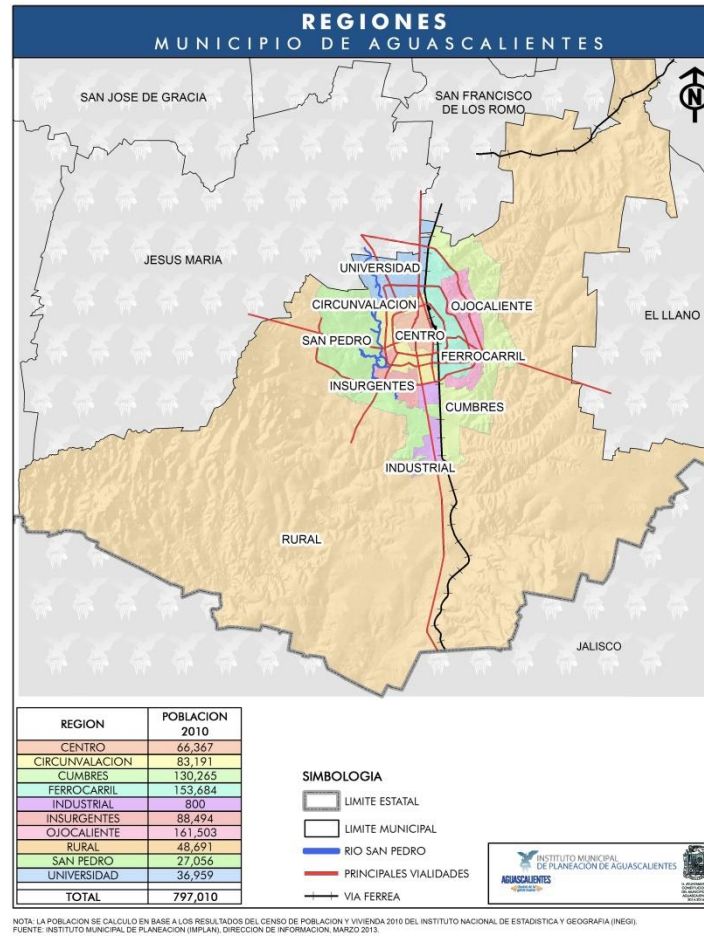 REGIONES
MUNICIPIO DE AGUASCALIENTES
SAN JOSE DE GRACIA
SAN FRANCISCO
DE LOS ROMO
N
JESUS MARIA
UNIVERSIDAD
CIRCUNVALACION
OJOCALIENTE
EL LLANO
SAN PEDRO
CENTRO
FERROCARRIL
INSURGENTES
CUMBRES
INDUSTRIAL
RURAL
JALISCO
REGION POBLACION 2010
CENTRO 66,367
CIRCUNVALACION 83,191
CUMBRES 130,265
FERROCARRIL 153,684
INDUSTRIAL 800
INSURGENTES 88,494
OJOCALIENTE 161,503
RURAL 48,691
SAN PEDRO 27,056
UNIVERSIDAD 36,959
TOTAL 797,010
SIMBOLOGIA
LIMITE ESTATAL
LIMITE MUNICIPAL
RIO SAN PEDRO
PRINCIPALES VIALIDADES
VIA FERREA
INSTITUTO MUNICIPAL
DE PLANEACIÓN DE AGUASCALIENTES
AGUASCALIENTES
NOTA: LA POBLACION SE CALCULO EN BASE A LOS RESULTADOS DEL CENSO DE POBLACION Y VIVIENDA 2010 DEL INSTITUTO NACIONAL DE ESTADISTICA Y GEOGRAFIA (INEGI).
FUENTE: INSTITUTO MUNICIPAL DE PLANEACION (IMPLAN), DIRECCION DE INFORMACION, MARZO 2013.